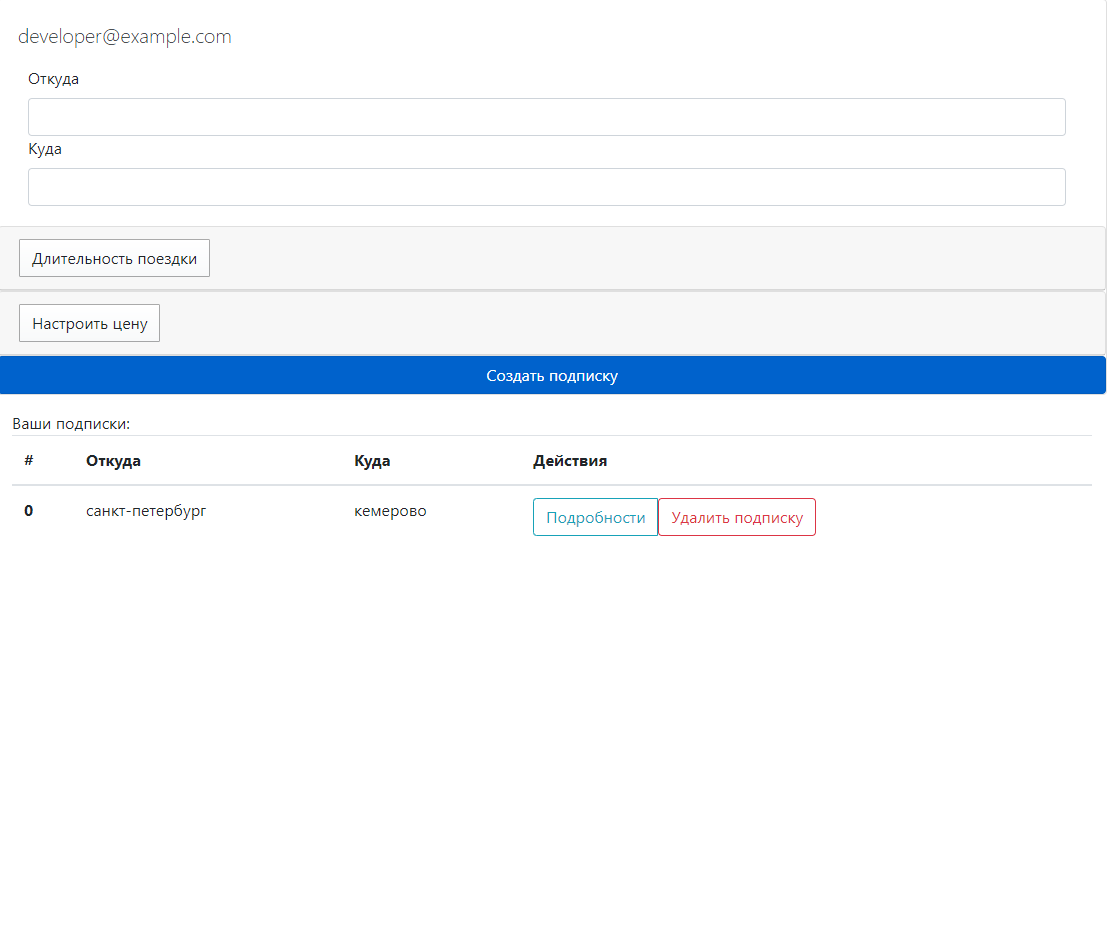 developer@example.com
Откуда
Куда
Длительность поездки
Настроить цену
Создать подписку
Ваши подписки:
# Откуда Куда Действия
0 санкт-петербург кемерово Подробности Удалить подписку